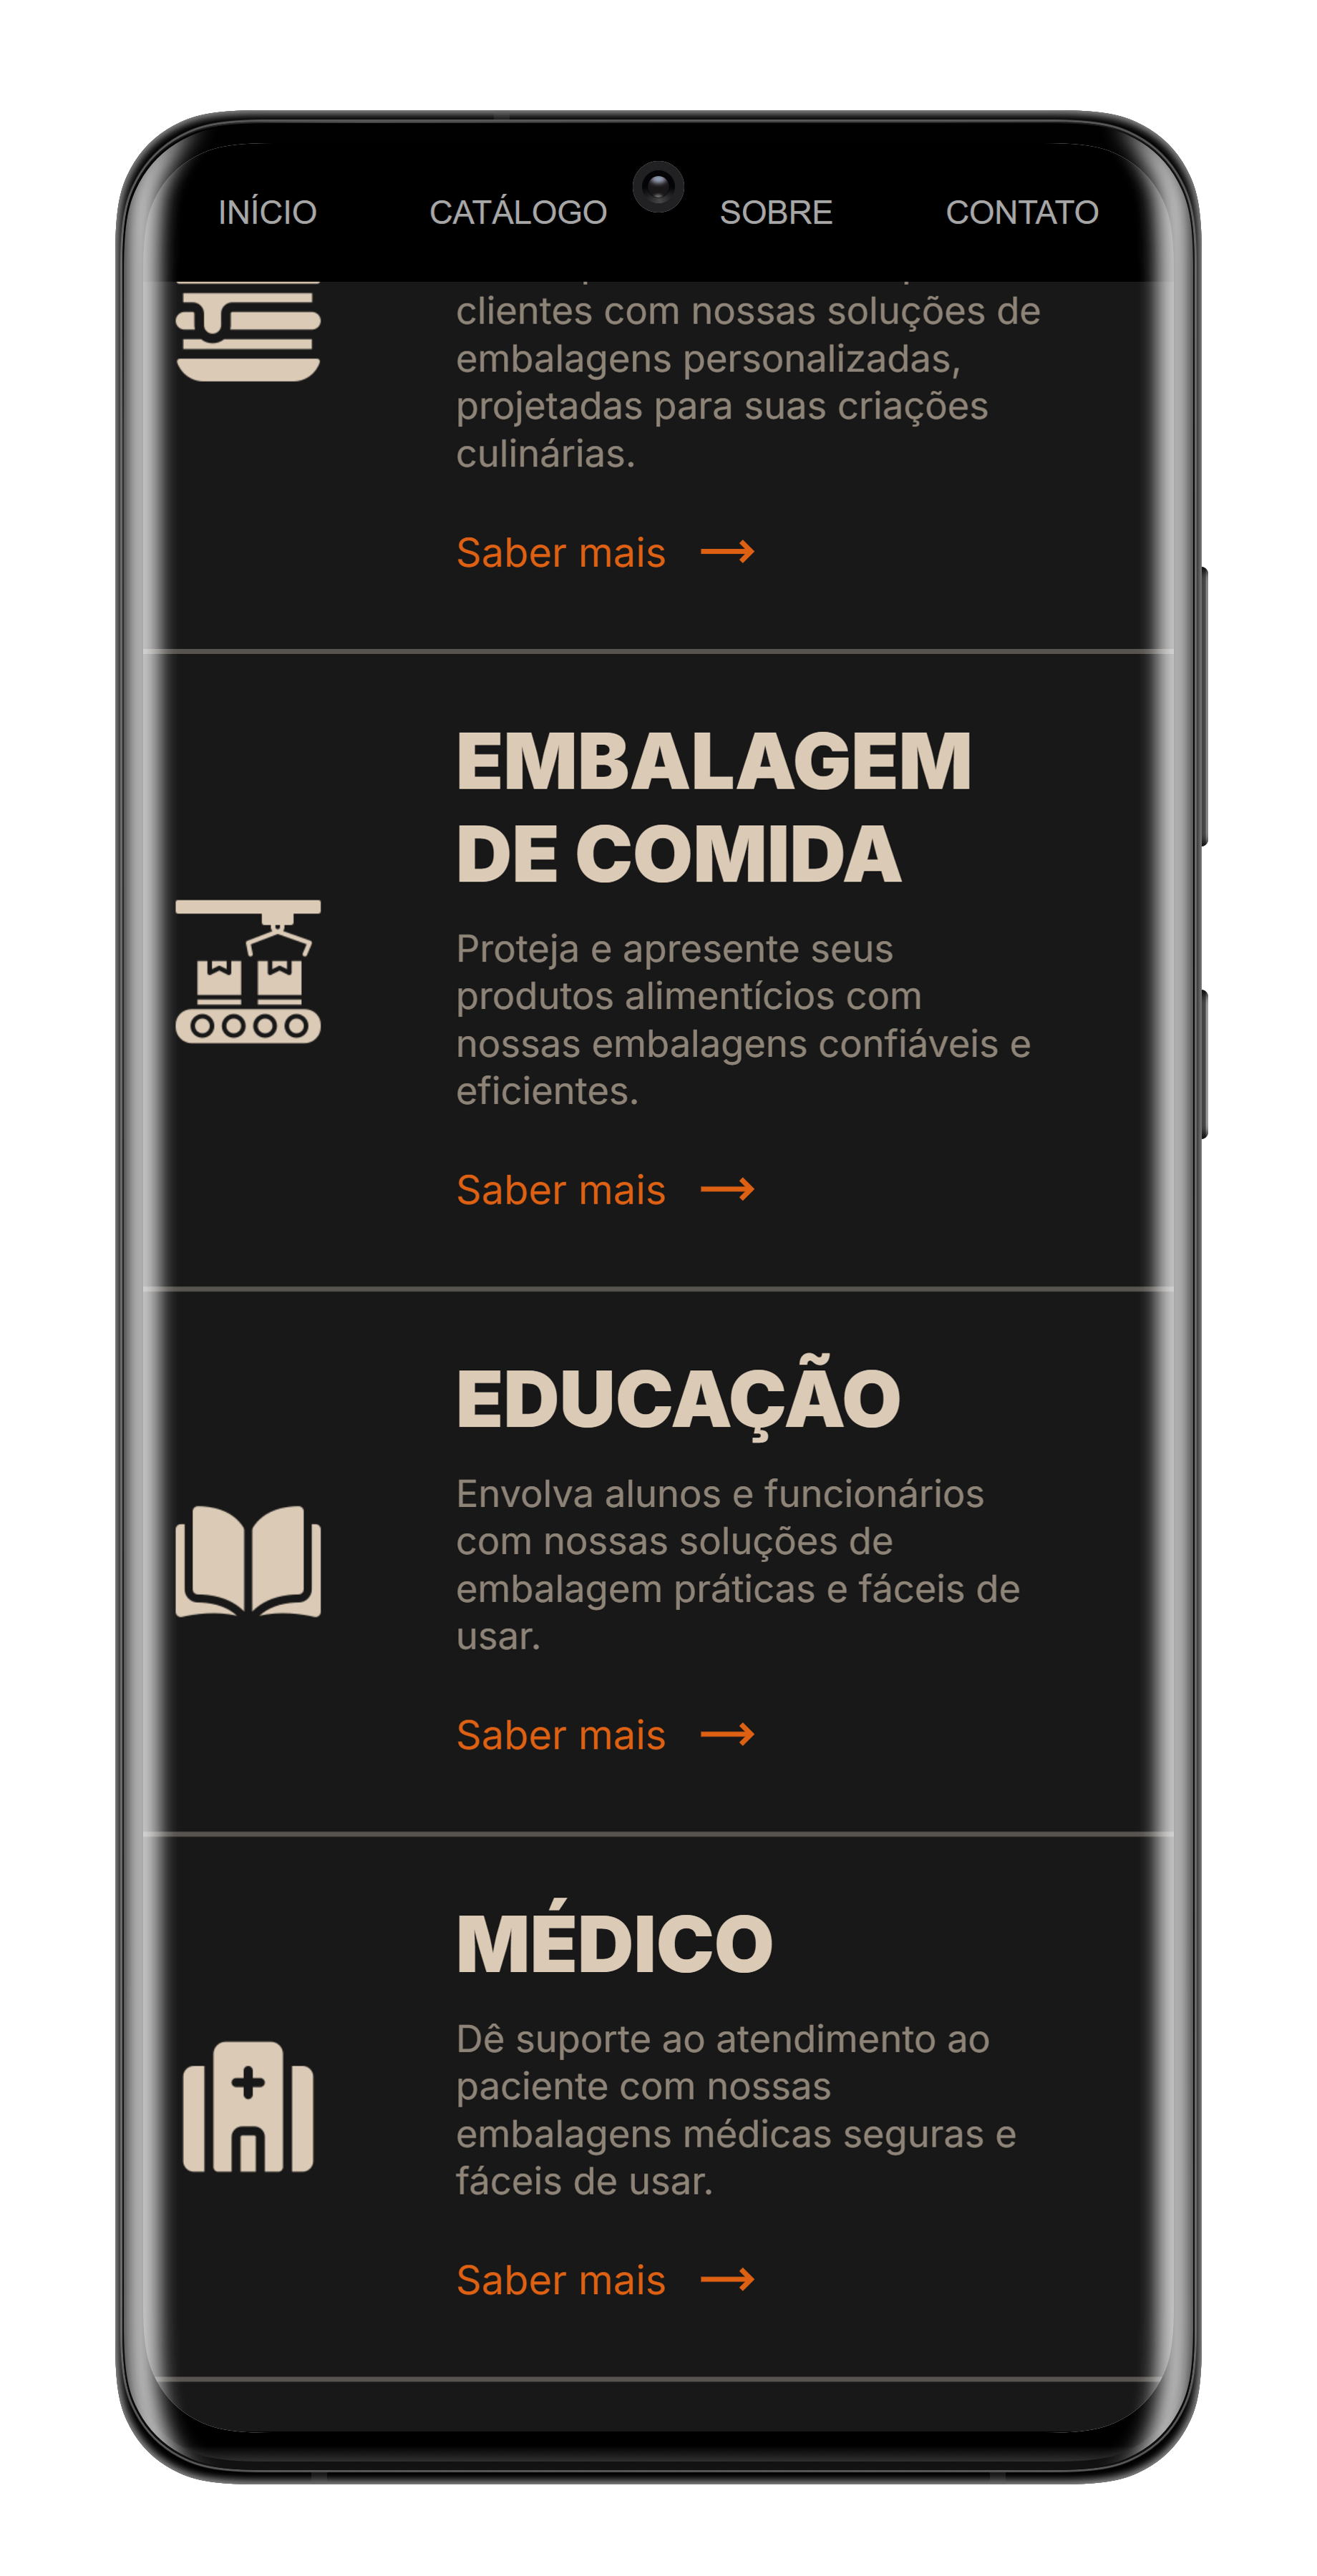 INÍCIO CATÁLOGO SOBRE CONTATO
clientes com nossas soluções de
embalagens personalizadas,
projetadas para suas criações
culinárias.
Saber mais →
EMBALAGEM
DE COMIDA
Proteja e apresente seus
produtos alimentícios com
nossas embalagens confiáveis e
eficientes.
Saber mais →
EDUCAÇÃO
Envolva alunos e funcionários
com nossas soluções de
embalagem práticas e fáceis de
usar.
Saber mais →
MÉDICO
Dê suporte ao atendimento ao
paciente com nossas
embalagens médicas seguras e
fáceis de usar.
Saber mais →